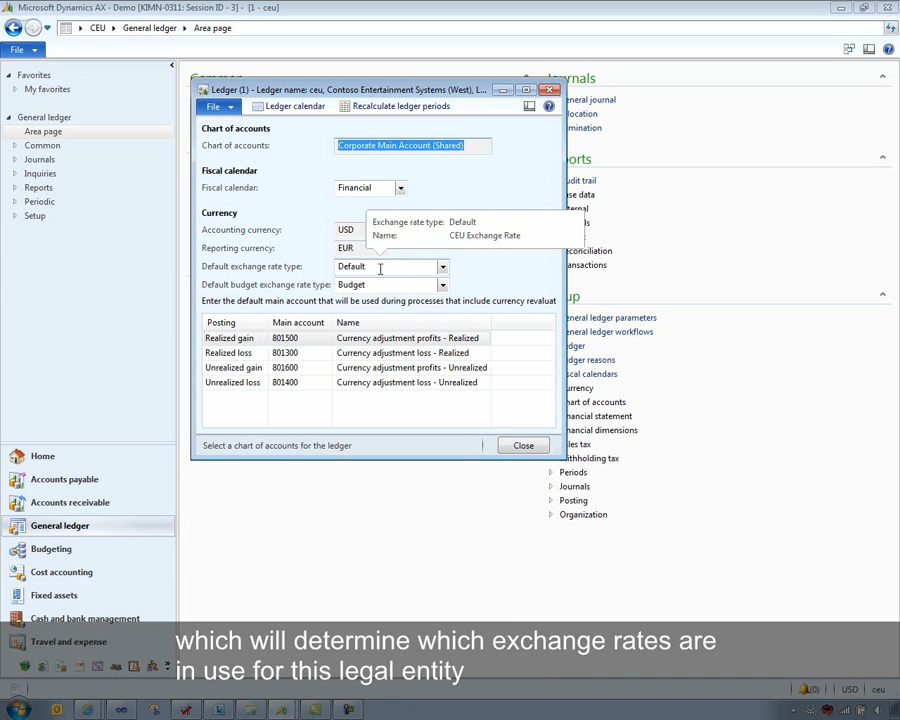 Microsoft Dynamics AX - Demo [KIMN-0311: Session ID - 3] - [1 - ceu]
CEU
General ledger
Area page
File
Favorites
My favorites
General ledger
Area page
Common
Journals
Inquiries
Reports
Periodic
Setup
Home
Accounts payable
Accounts receivable
General ledger
Budgeting
Cost accounting
Fixed assets
Cash and bank management
Travel and expense
Ledger (1) - Ledger name: ceu, Contoso Entertainment Systems (West), L...
File
Ledger calendar
Recalculate ledger periods
Chart of accounts
Chart of accounts: Corporate Main Account (Shared)
Fiscal calendar
Fiscal calendar: Financial
Currency
Accounting currency: USD
Reporting currency: EUR
Exchange rate type: Default
Name: CEU Exchange Rate
Default exchange rate type: Default
Default budget exchange rate type: Budget
Enter the default main account that will be used during processes that include currency revaluat
Posting Main account Name
Realized gain 801500 Currency adjustment profits - Realized
Realized loss 801300 Currency adjustment loss - Realized
Unrealized gain 801600 Currency adjustment profits - Unrealized
Unrealized loss 801400 Currency adjustment loss - Unrealized
Select a chart of accounts for the ledger
Close
Journals
eneral journal
location
mination
ports
udit trail
ase data
ternal
conciliation
ansactions
up
eneral ledger parameters
eneral ledger workflows
edger
edger reasons
scal calendars
urrency
hart of accounts
nancial statement
nancial dimensions
ales tax
ithholding tax
Periods
Journals
Posting
Organization
which will determine which exchange rates are
in use for this legal entity
(0)
USD
ceu